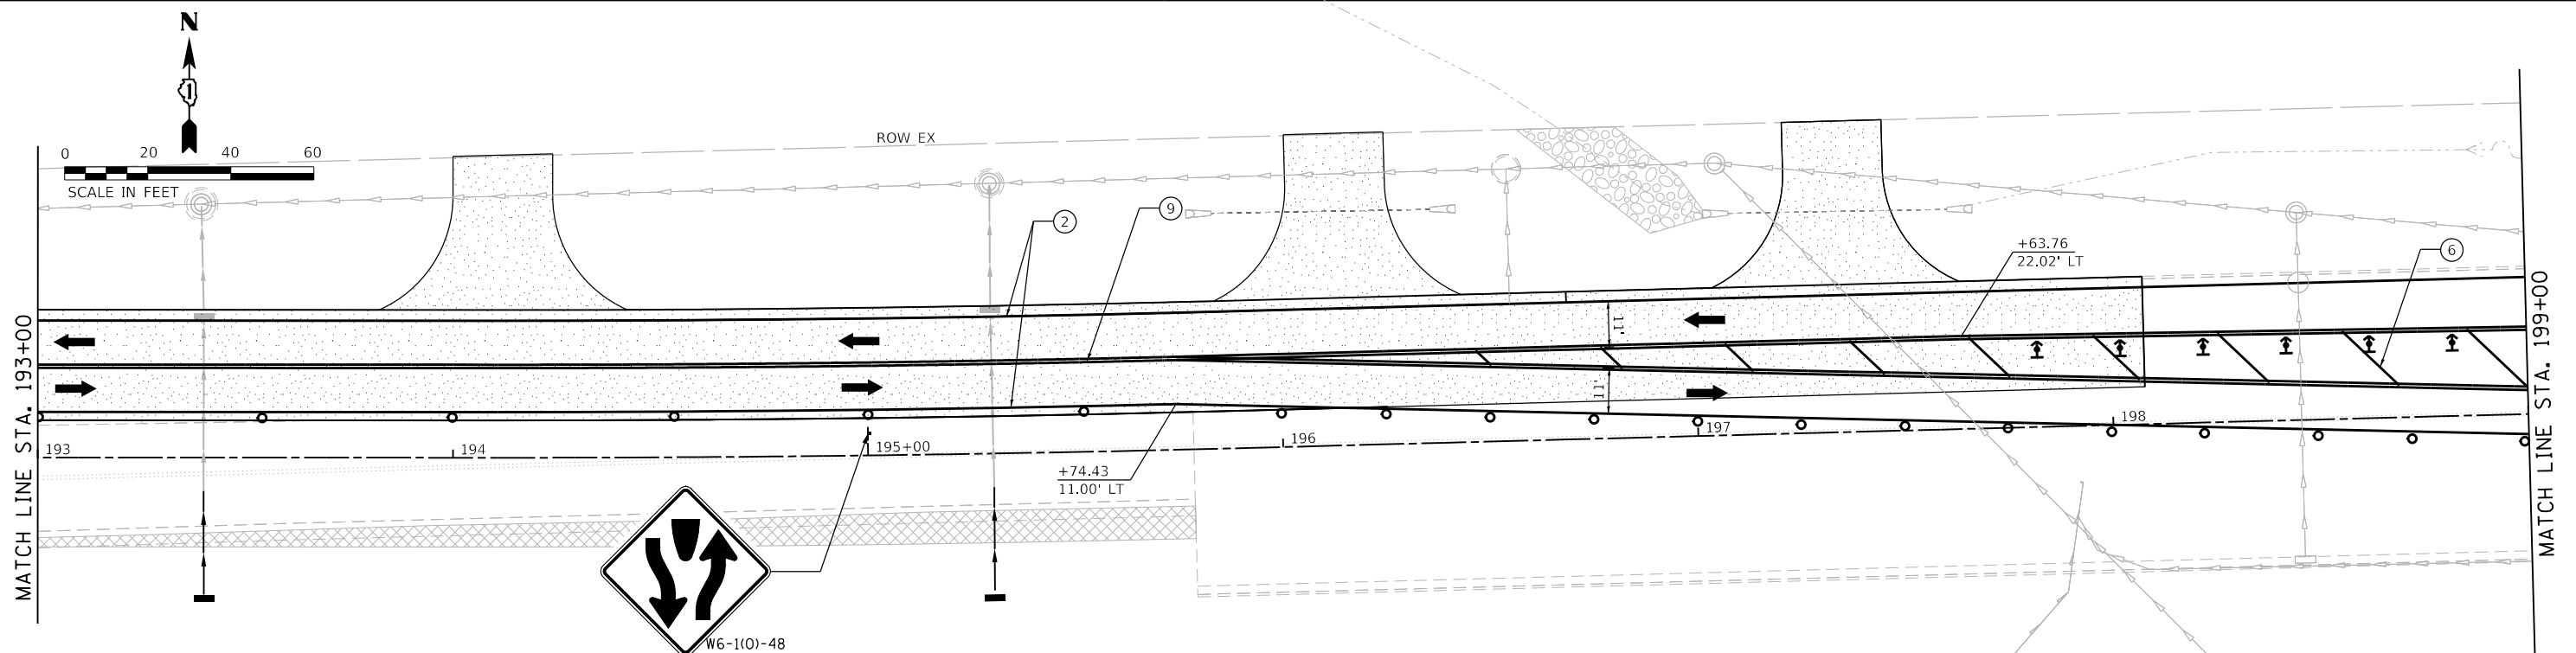 N
0 20 40 60
SCALE IN FEET
ROW EX
2
9
+63.76
22.02' LT
6
11'
11'
MATCH LINE STA. 193+00
MATCH LINE STA. 199+00
193
194
195+00
196
197
198
+74.43
11.00' LT
W6-1(O)-48